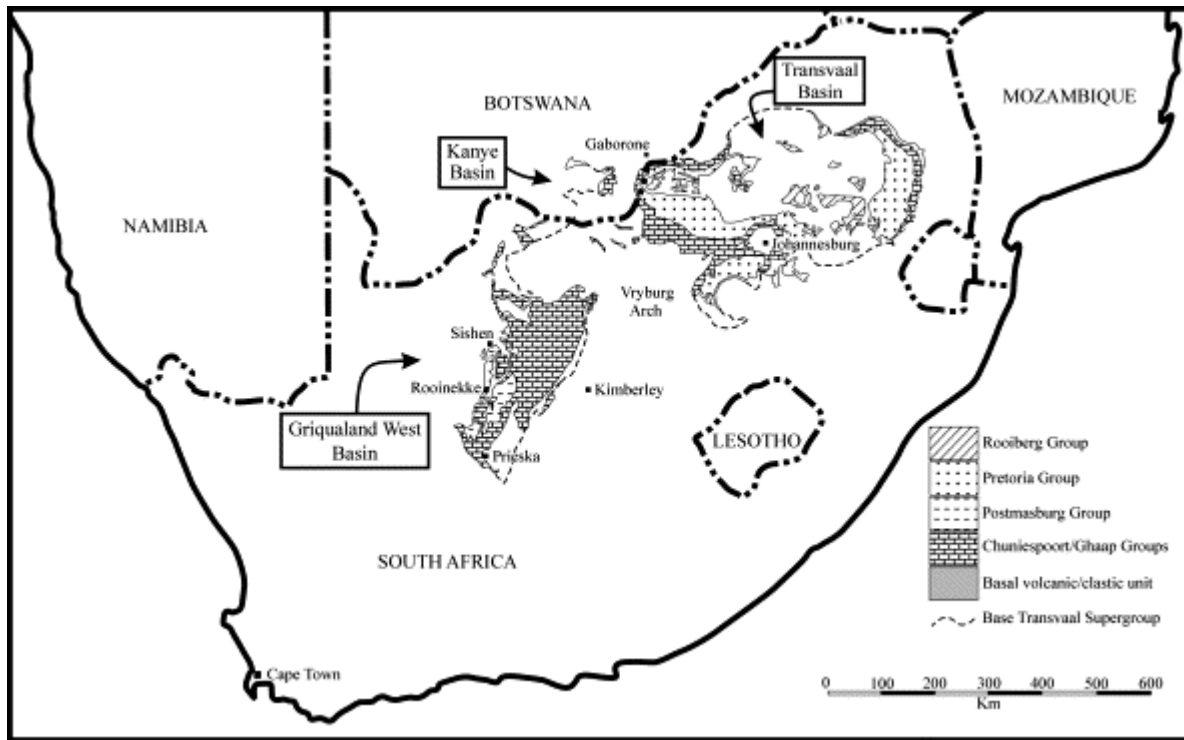 Transvaal
Basin
MOZAMBIQUE
BOTSWANA
Gaborone
Kanye
Basin
NAMIBIA
Johannesburg
Vryburg
Arch
Sishen
Rooinekke
Kimberley
Griqualand West
Basin
LESOTHO
Prieska
Rooiberg Group
Pretoria Group
Postmasburg Group
Chuniespoort/Ghaap Groups
Basal volcanic/clastic unit
Base Transvaal Supergroup
SOUTH AFRICA
Cape Town
0 100 200 300 400 500 600
Km